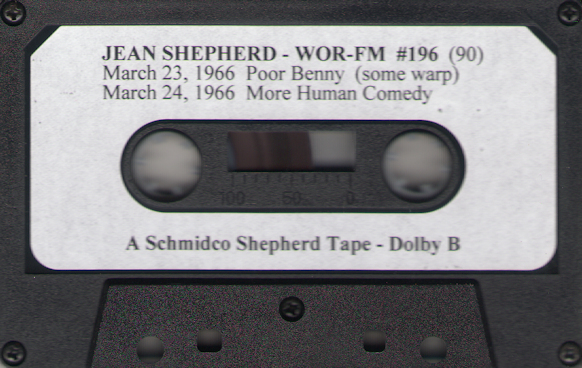 JEAN SHEPHERD - WOR-FM #196 (90)
March 23, 1966 Poor Benny (some warp)
March 24, 1966 More Human Comedy
100 50 0
A Schmidco Shepherd Tape - Dolby B